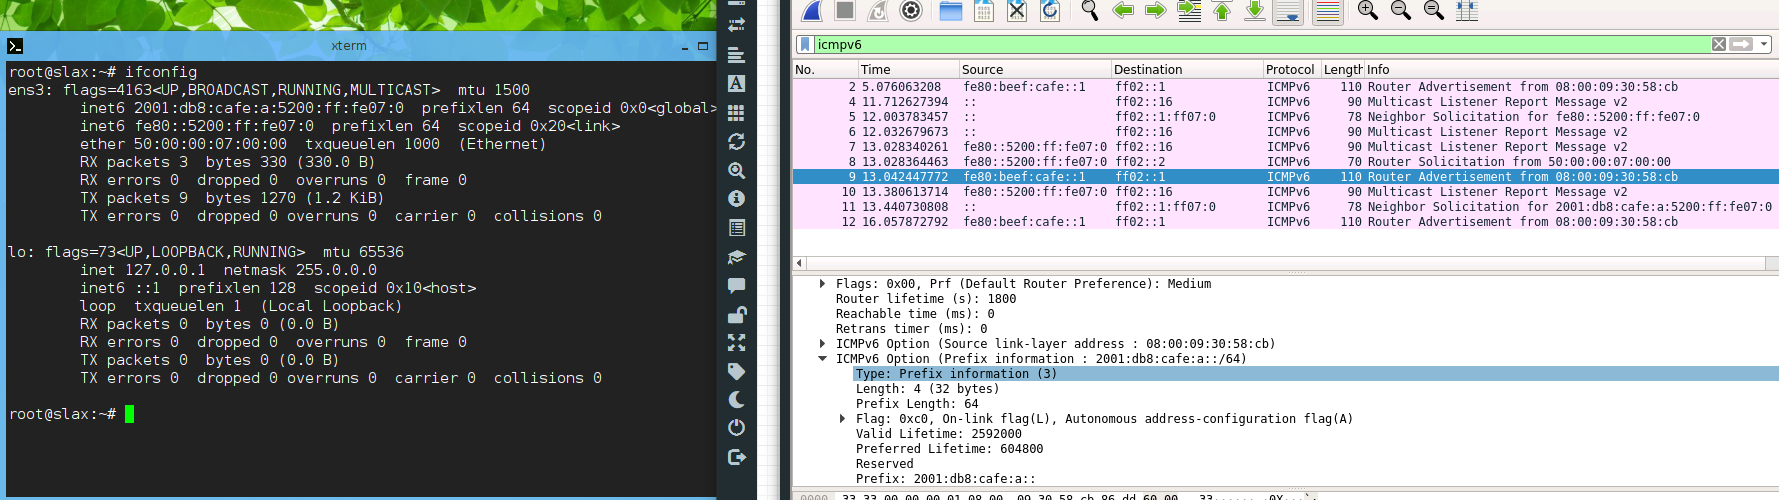 xterm
root@slax:~# ifconfig
ens3: flags=4163<UP,BROADCAST,RUNNING,MULTICAST>  mtu 1500
inet6 2001:db8:cafe:a:5200:ff:fe07:0  prefixlen 64  scopeid 0x0<global>
inet6 fe80::5200:ff:fe07:0  prefixlen 64  scopeid 0x20<link>
ether 50:00:00:07:00:00  txqueuelen 1000  (Ethernet)
RX packets 3  bytes 330 (330.0 B)
RX errors 0  dropped 0  overruns 0  frame 0
TX packets 9  bytes 1270 (1.2 KiB)
TX errors 0  dropped 0 overruns 0  carrier 0  collisions 0
lo: flags=73<UP,LOOPBACK,RUNNING>  mtu 65536
inet 127.0.0.1  netmask 255.0.0.0
inet6 ::1  prefixlen 128  scopeid 0x10<host>
loop  txqueuelen 1  (Local Loopback)
RX packets 0  bytes 0 (0.0 B)
RX errors 0  dropped 0  overruns 0  frame 0
TX packets 0  bytes 0 (0.0 B)
TX errors 0  dropped 0 overruns 0  carrier 0  collisions 0
root@slax:~#
icmpv6
No. Time Source Destination Protocol Length Info
2 5.076063208 fe80:beef:cafe::1 ff02::1 ICMPv6 110 Router Advertisement from 08:00:09:30:58:cb
4 11.712627394 :: ff02::16 ICMPv6 90 Multicast Listener Report Message v2
5 12.003783457 :: ff02::1:ff07:0 ICMPv6 78 Neighbor Solicitation for fe80::5200:ff:fe07:0
6 12.032679673 :: ff02::16 ICMPv6 90 Multicast Listener Report Message v2
7 13.028340261 fe80::5200:ff:fe07:0 ff02::16 ICMPv6 90 Multicast Listener Report Message v2
8 13.028364463 fe80::5200:ff:fe07:0 ff02::2 ICMPv6 70 Router Solicitation from 50:00:00:07:00:00
9 13.042447772 fe80:beef:cafe::1 ff02::1 ICMPv6 110 Router Advertisement from 08:00:09:30:58:cb
10 13.380613714 fe80::5200:ff:fe07:0 ff02::16 ICMPv6 90 Multicast Listener Report Message v2
11 13.440730808 :: ff02::1:ff07:0 ICMPv6 78 Neighbor Solicitation for 2001:db8:cafe:a:5200:ff:fe07:0
12 16.057872792 fe80:beef:cafe::1 ff02::1 ICMPv6 110 Router Advertisement from 08:00:09:30:58:cb
Flags: 0x00, Prf (Default Router Preference): Medium
Router lifetime (s): 1800
Reachable time (ms): 0
Retrans timer (ms): 0
ICMPv6 Option (Source link-layer address : 08:00:09:30:58:cb)
ICMPv6 Option (Prefix information : 2001:db8:cafe:a::/64)
Type: Prefix information (3)
Length: 4 (32 bytes)
Prefix Length: 64
Flag: 0xc0, On-link flag(L), Autonomous address-configuration flag(A)
Valid Lifetime: 2592000
Preferred Lifetime: 604800
Reserved
Prefix: 2001:db8:cafe:a::
0000 33 33 00 00 00 01 08 00 09 30 58 cb 86 dd 60 00